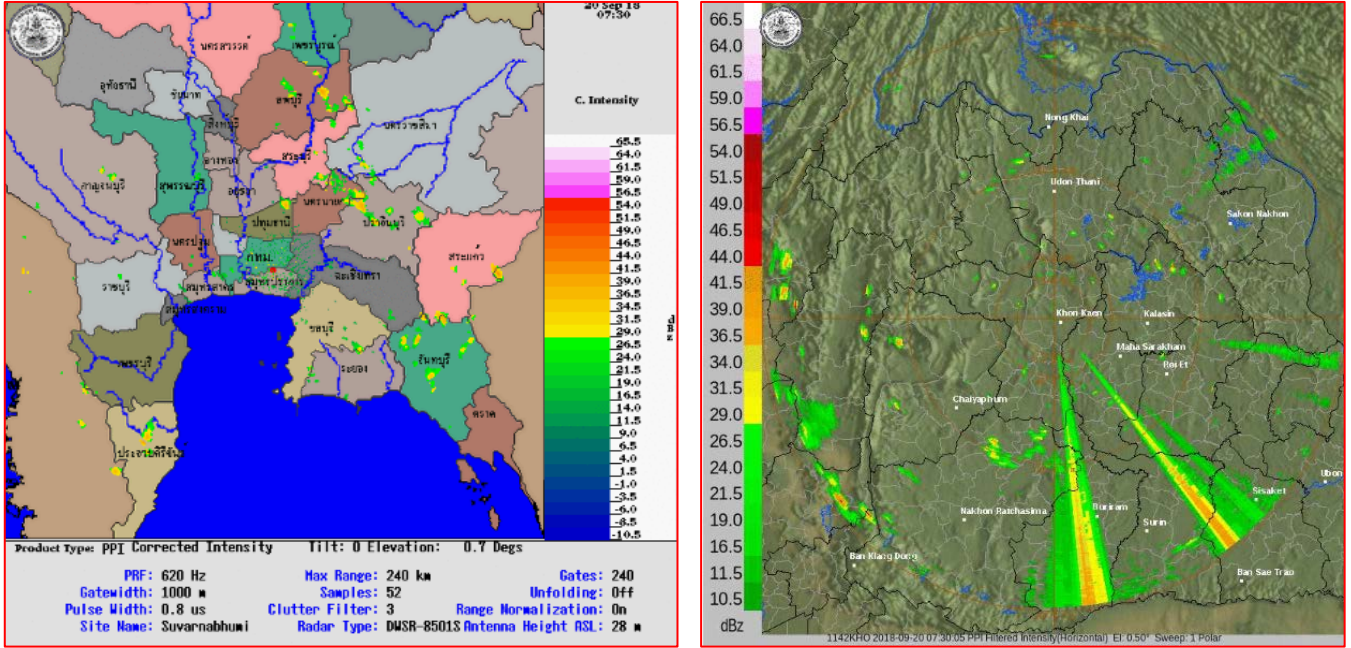 20 Sep 18
07:30
C. Intensity
65.5
64.0
61.5
59.0
56.5
54.0
51.5
49.0
46.5
44.0
41.5
39.0
36.5
34.0
31.5
29.0
26.5
24.0
21.5
19.0
16.5
14.0
11.5
9.0
6.5
4.0
1.5
-1.0
-3.5
-6.0
-8.5
-10.5
นครสวรรค์
เพชรบูรณ์
อุทัยธานี
ชัยนาท
ลพบุรี
สิงห์บุรี
นครราชสีมา
อ่างทอง
สระบุรี
กาญจนบุรี
สุพรรณบุรี
อยุธยา
นครนายก
ปราจีนบุรี
ปทุมธานี
นครปฐม
กทม.
สระแก้ว
ฉะเชิงเทรา
ราชบุรี
สมุทรสาคร
สมุทรปราการ
สมุทรสงคราม
ชลบุรี
เพชรบุรี
ระยอง
จันทบุรี
ตราด
ประจวบคีรีขันธ์
Product Type: PPI Corrected Intensity Tilt: 0 Elevation: 0.7 Degs
PRF: 620 Hz Max Range: 240 km Gates: 240
Gatewidth: 1000 m Samples: 52 Unfolding: Off
Pulse Width: 0.8 us Clutter Filter: 3 Range Normalization: On
Site Name: Suvarnabhumi Radar Type: DWSR-8501S Antenna Height ASL: 28 m
66.5
64.0
61.5
59.0
56.5
54.0
51.5
49.0
46.5
44.0
41.5
39.0
36.5
34.0
31.5
29.0
26.5
24.0
21.5
19.0
16.5
11.5
10.5
dBz
Nong Khai
Udon Thani
Sakon Nakhon
Khon Kaen
Kalasin
Maha Sarakham
Roi Et
Chaiyaphum
Ubon
Sisaket
Nakhon Ratchasima
Buriram
Surin
Ban Kiang Dong
Ban Sae Trao
1142KHO 2018-09-20 07:30:05 PPI Filtered Intensity(Horizontal) El: 0.50° Sweep: 1 Polar